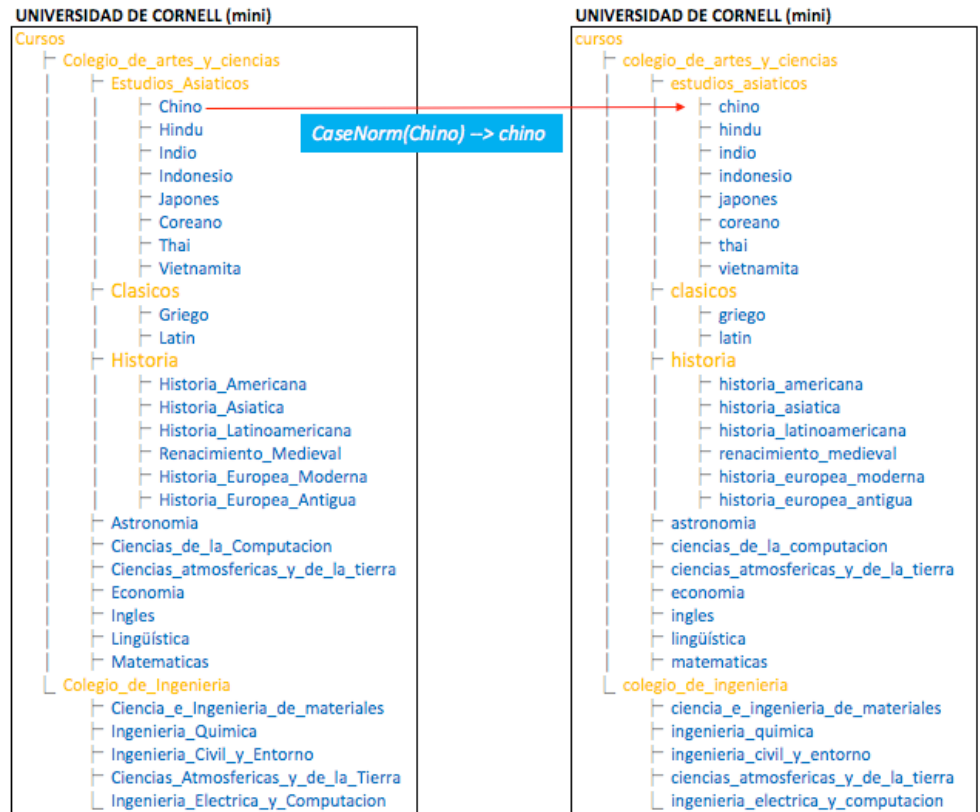 UNIVERSIDAD DE CORNELL (mini)
Cursos
Colegio_de_artes_y_ciencias
Estudios_Asiaticos
Chino
Hindu
Indio
Indonesio
Japones
Coreano
Thai
Vietnamita
Clasicos
Griego
Latin
Historia
Historia_Americana
Historia_Asiatica
Historia_Latinoamericana
Renacimiento_Medieval
Historia_Europea_Moderna
Historia_Europea_Antigua
Astronomia
Ciencias_de_la_Computacion
Ciencias_atmosfericas_y_de_la_tierra
Economia
Ingles
Lingüística
Matematicas
Colegio_de_Ingenieria
Ciencia_e_Ingenieria_de_materiales
Ingenieria_Quimica
Ingenieria_Civil_y_Entorno
Ciencias_Atmosfericas_y_de_la_Tierra
Ingenieria_Electrica_y_Computacion
CaseNorm(Chino) --> chino
UNIVERSIDAD DE CORNELL (mini)
cursos
colegio_de_artes_y_ciencias
estudios_asiaticos
chino
hindu
indio
indonesio
japones
coreano
thai
vietnamita
clasicos
griego
latin
historia
historia_americana
historia_asiatica
historia_latinoamericana
renacimiento_medieval
historia_europea_moderna
historia_europea_antigua
astronomia
ciencias_de_la_computacion
ciencias_atmosfericas_y_de_la_tierra
economia
ingles
lingüística
matematicas
colegio_de_ingenieria
ciencia_e_ingenieria_de_materiales
ingenieria_quimica
ingenieria_civil_y_entorno
ciencias_atmosfericas_y_de_la_tierra
ingenieria_electrica_y_computacion